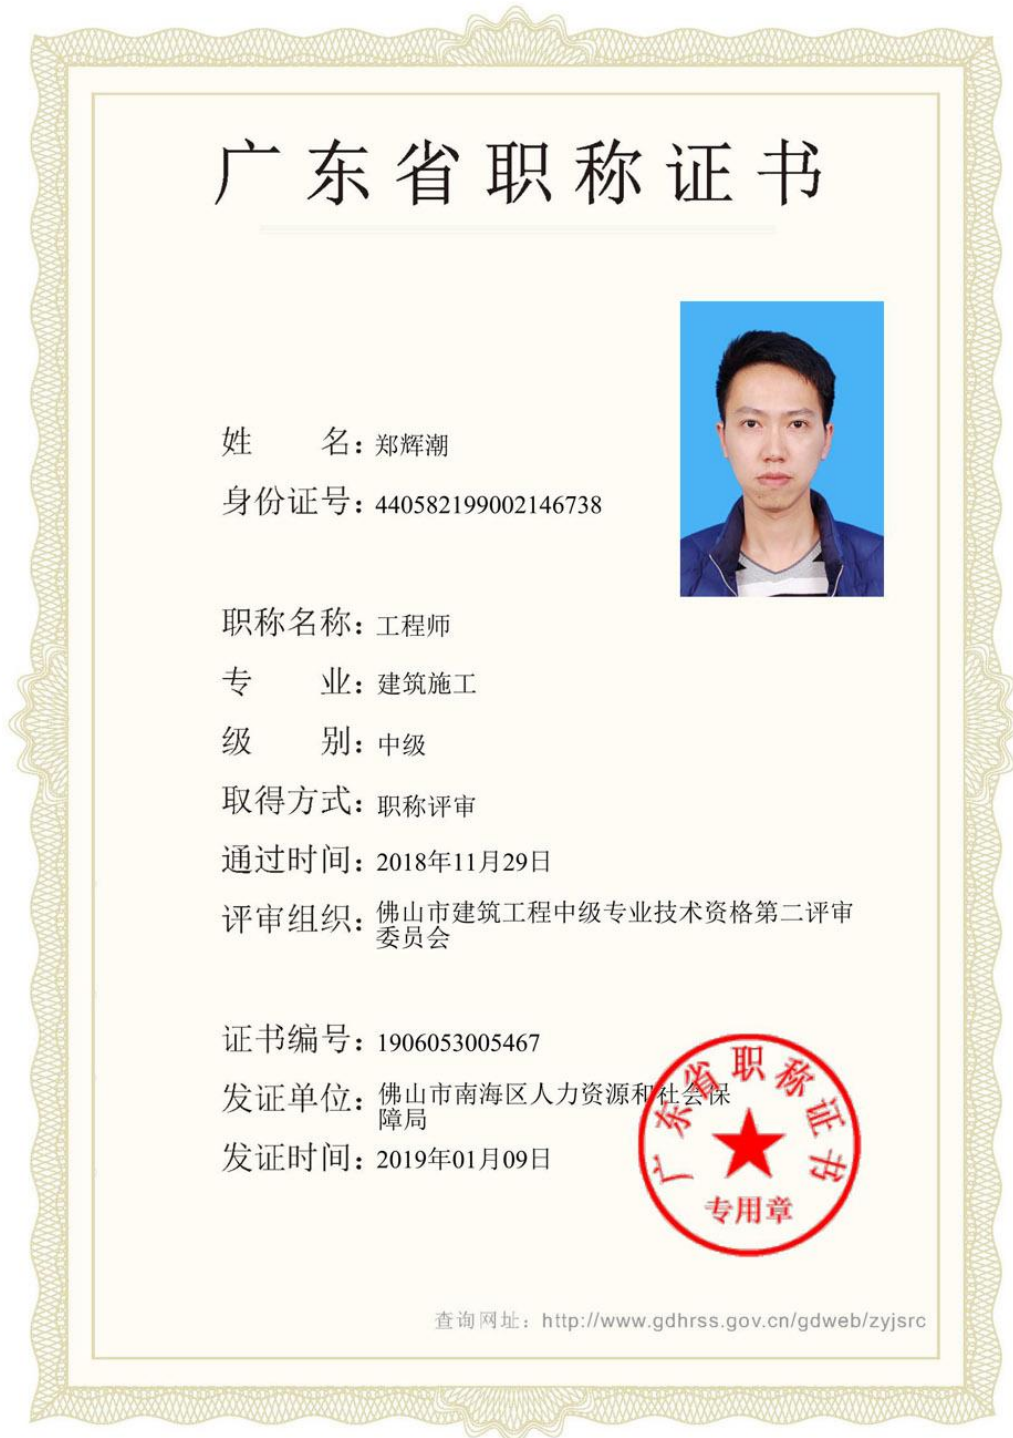 广东省职称证书
姓 名：郑辉潮
身份证号：440582199002146738
职称名称：工程师
专 业：建筑施工
级 别：中级
取得方式：职称评审
通过时间：2018年11月29日
评审组织：佛山市建筑工程中级专业技术资格第二评审
委员会
证书编号：1906053005467
发证单位：佛山市南海区人力资源和社会保
障局
发证时间：2019年01月09日
广东省职称证书
专用章
查询网址：http://www.gdhrss.gov.cn/gdweb/zyjsrc